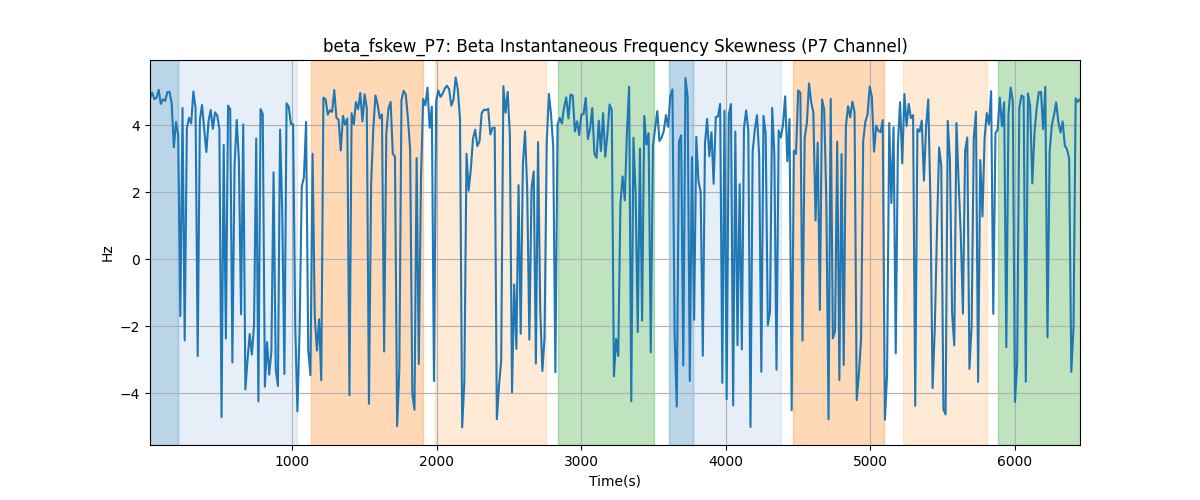 beta_fskew_P7: Beta Instantaneous Frequency Skewness (P7 Channel)
Hz
4
2
0
−2
−4
1000 2000 3000 4000 5000 6000
Time(s)